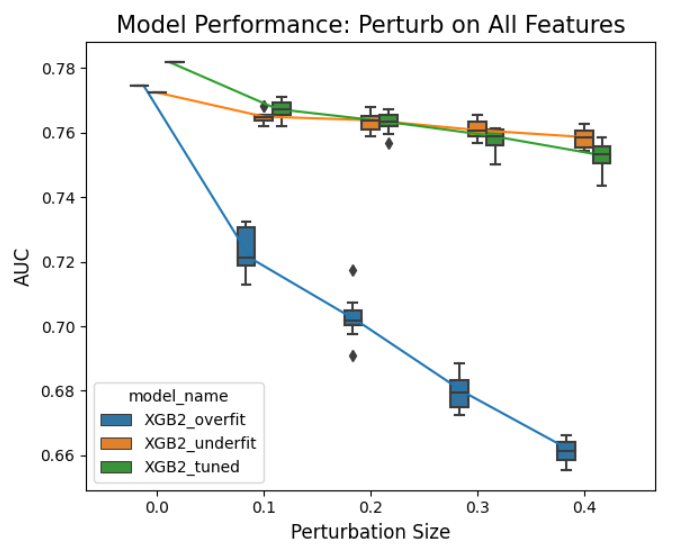 Model Performance: Perturb on All Features
AUC
0.78
0.76
0.74
0.72
0.70
0.68
0.66
model_name
XGB2_overfit
XGB2_underfit
XGB2_tuned
0.0 0.1 0.2 0.3 0.4
Perturbation Size